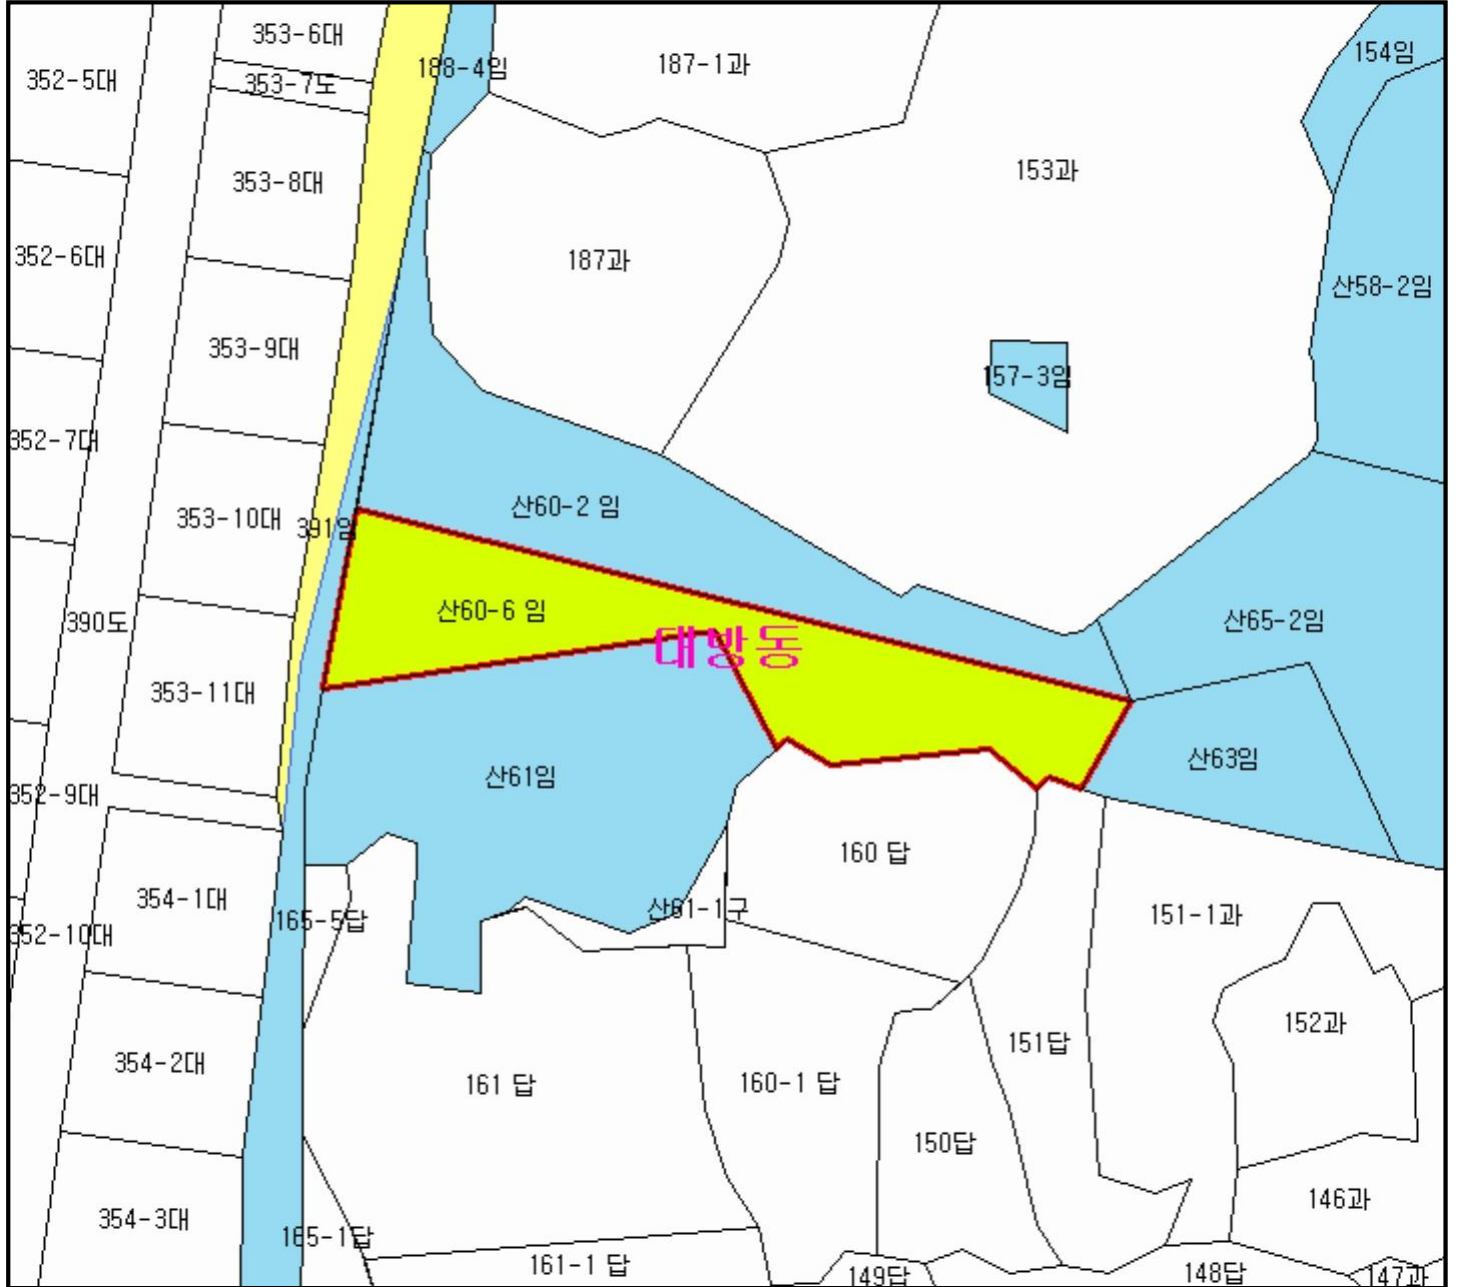 353-6대
188-4임
187-1과
154임
352-5대
353-7도
153과
353-8대
352-6대
187과
산58-2임
353-9대
157-3임
352-7대
산60-2 임
353-10대
391임
산60-6 임
390도
산65-2임
대방동
353-11대
산63임
산61임
352-9대
160 답
354-1대
165-5답
산61-1구
151-1과
352-10대
152과
151답
354-2대
161 답
160-1 답
150답
146과
354-3대
165-1답
161-1 답
149답
148답
147과